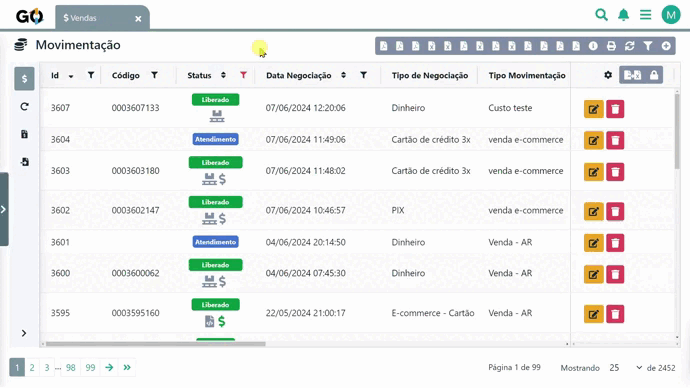 GO
$ Vendas ×
M
Movimentação
Id Código Status Data Negociação Tipo de Negociação Tipo Movimentação
3607 0003607133 Liberado 07/06/2024 12:20:06 Dinheiro Custo teste
3604 Atendimento 07/06/2024 11:49:06 Cartão de crédito 3x venda e-commerce
3603 0003603180 Liberado 07/06/2024 11:48:02 Cartão de crédito 3x venda e-commerce
3602 0003602147 Liberado 07/06/2024 10:46:57 PIX venda e-commerce
3601 Atendimento 04/06/2024 20:14:50 Dinheiro Venda - AR
3600 0003600062 Liberado 04/06/2024 07:45:30 Dinheiro Venda - AR
3595 0003595160 Liberado 22/05/2024 21:00:17 E-commerce - Cartão Venda - AR
1 2 3 ... 98 99 Página 1 de 99 Mostrando 25 de 2452